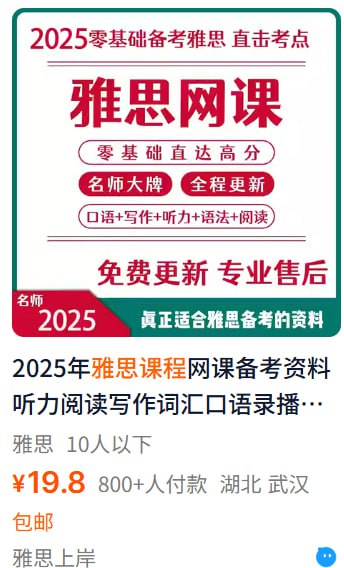 2025零基础备考雅思 直击考点
雅思网课
零基础直达高分
名师大牌 全程更新
口语+写作+听力+语法+阅读
免费更新 专业售后
名师
2025
真正适合雅思备考的资料
2025年雅思课程网课备考资料
听力阅读写作词汇口语录播…
雅思 10人以下
¥19.8 800+人付款 湖北 武汉
包邮
雅思上岸